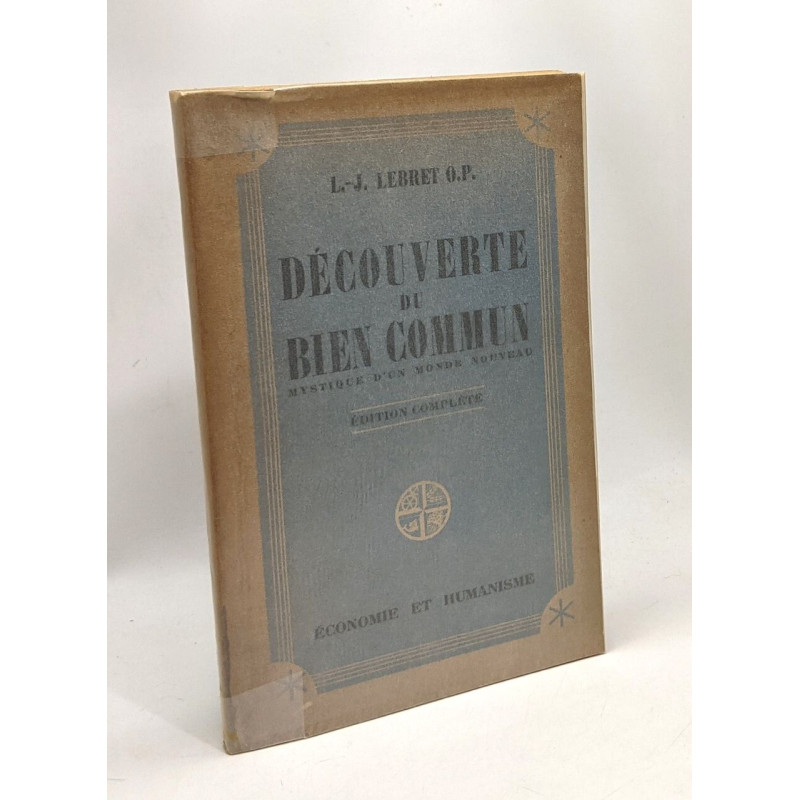 L.-J. LEBRET O.P.
DÉCOUVERTE
DU
BIEN COMMUN
MYSTIQUE D'UN MONDE NOUVEAU
ÉDITION COMPLÈTE
ÉCONOMIE ET HUMANISME